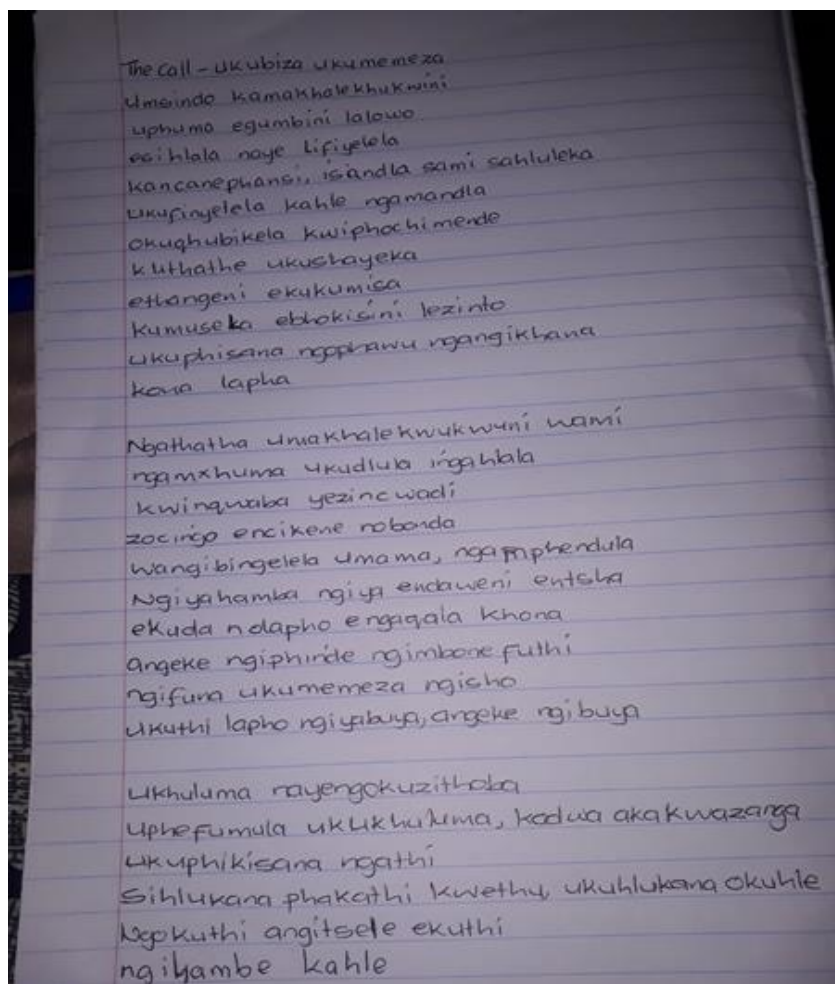 The call - ukubiza ukumemeza
Umsindo kamakhalekhukwini
uphuma egumbini lalowo
esihlala naye lifiyelela
kancanephansi, isandla sami sahluleka
ukufinyelela kahle ngamandla
okuqhubikela kwiphochimende
kuthathe ukushayeka
ethangeni ekukumisa
kumuseka ebhokisini lezinto
ukuphisana ngophawu ngangikhana
kona lapha

Ngathatha umakhalekwukwuni wami
ngamxhuma ukudlula ingahlala
kwinqwaba yezincwadi
zocingo encikene nobonda
wangibingelela umama, ngamphendula
Ngiyahamba ngiya endaweni entsha
ekuda nolapho engaqala khona
angeke ngiphinde ngimbone futhi
ngifuna ukumemeza ngisho
ukuthi lapho ngiyabuya, angeke ngibuya

ukhuluma nayengokuzithoba
uphefumula ukukhuluma, kodwa akakwazanga
ukuphikisana ngathi
Sihlukana phakathi kwethu, ukuhlukana okuhle
Ngokuthi angitsele ekuthi
ngihambe kahle